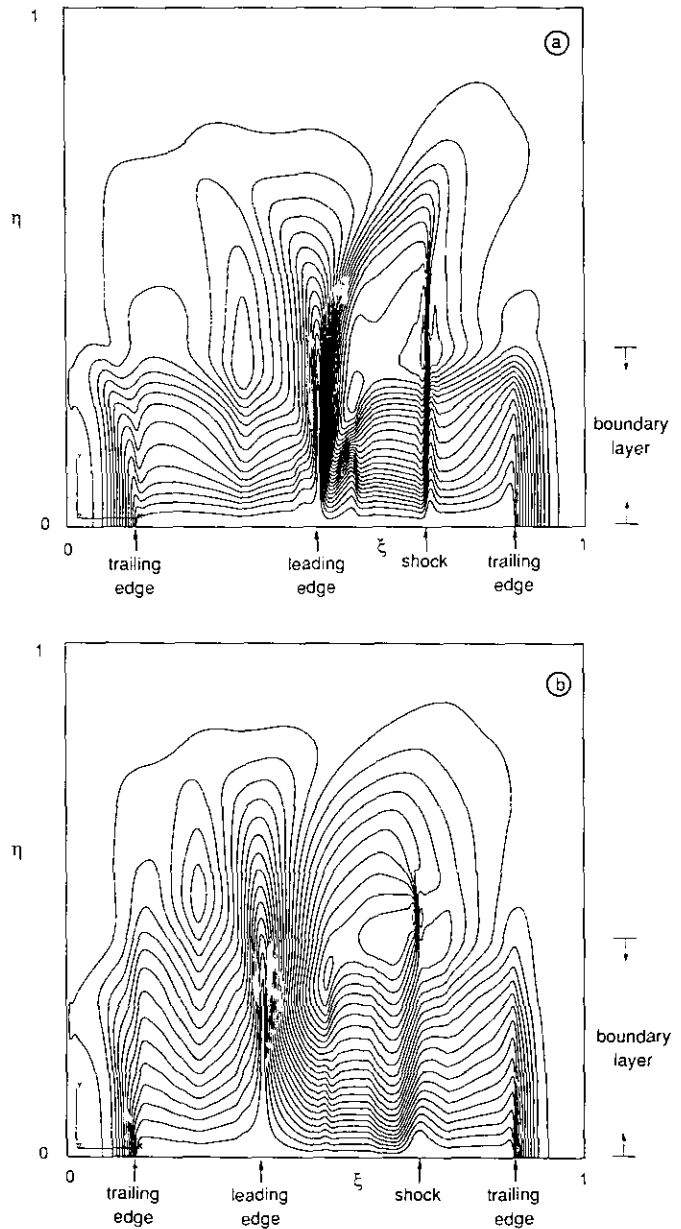 1
a
η
boundary
layer
0
0 ξ 1
trailing
edge
leading
edge
shock
trailing
edge
1
b
η
boundary
layer
0
0 ξ 1
trailing
edge
leading
edge
shock
trailing
edge